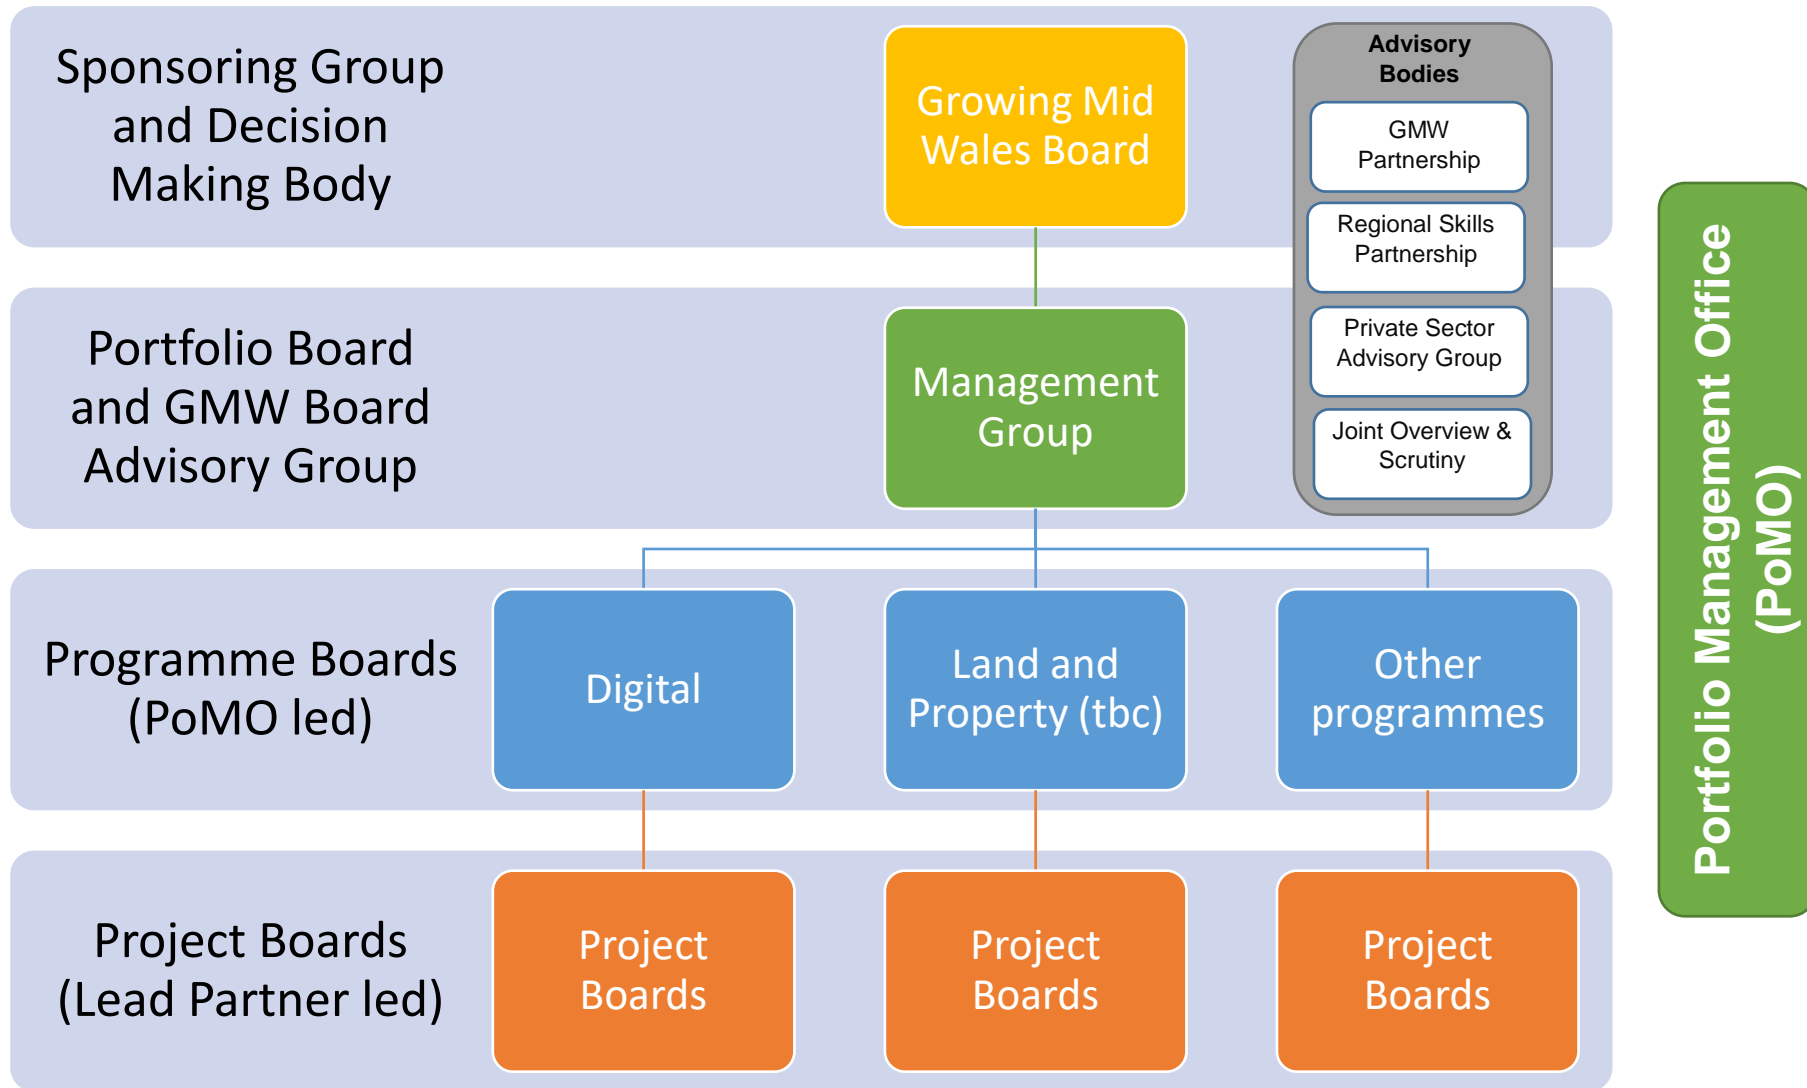 Sponsoring Group
and Decision
Making Body
Growing Mid
Wales Board
Advisory
Bodies
GMW
Partnership
Regional Skills
Partnership
Private Sector
Advisory Group
Joint Overview &
Scrutiny
Portfolio Board
and GMW Board
Advisory Group
Management
Group
Programme Boards
(PoMO led)
Digital
Land and
Property (tbc)
Other
programmes
Project Boards
(Lead Partner led)
Project
Boards
Project
Boards
Project
Boards
Portfolio Management Office
(PoMO)